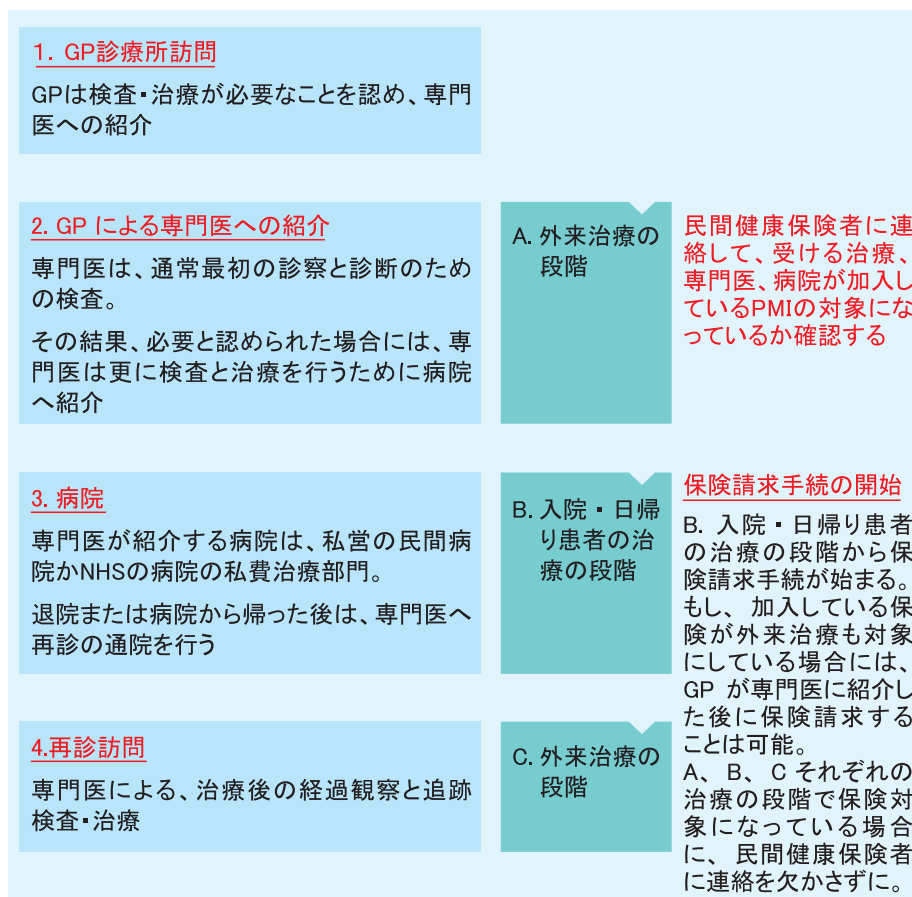 1. GP診療所訪問
GPは検査・治療が必要なことを認め、専門
医への紹介
2. GP による専門医への紹介
専門医は、通常最初の診察と診断のため
の検査。
その結果、必要と認められた場合には、専
門医は更に検査と治療を行うために病院
へ紹介
A. 外来治療の
段階
民間健康保険者に連
絡して、受ける治療、
専門医、病院が加入し
ているPMIの対象にな
っているか確認する
3. 病院
専門医が紹介する病院は、私営の民間病
院かNHSの病院の私費治療部門。
退院または病院から帰った後は、専門医へ
再診の通院を行う
B. 入院・日帰
り患者の治
療の段階
保険請求手続の開始
B. 入院・日帰り患者
の治療の段階から保
険請求手続が始まる。
もし、加入している保
険が外来治療も対象
にしている場合には、
GP が専門医に紹介し
た後に保険請求する
ことは可能。
A、B、C それぞれの
治療の段階で保険対
象になっている場合
に、民間健康保険者
に連絡を欠かさずに。
4.再診訪問
専門医による、治療後の経過観察と追跡
検査・治療
C. 外来治療の
段階